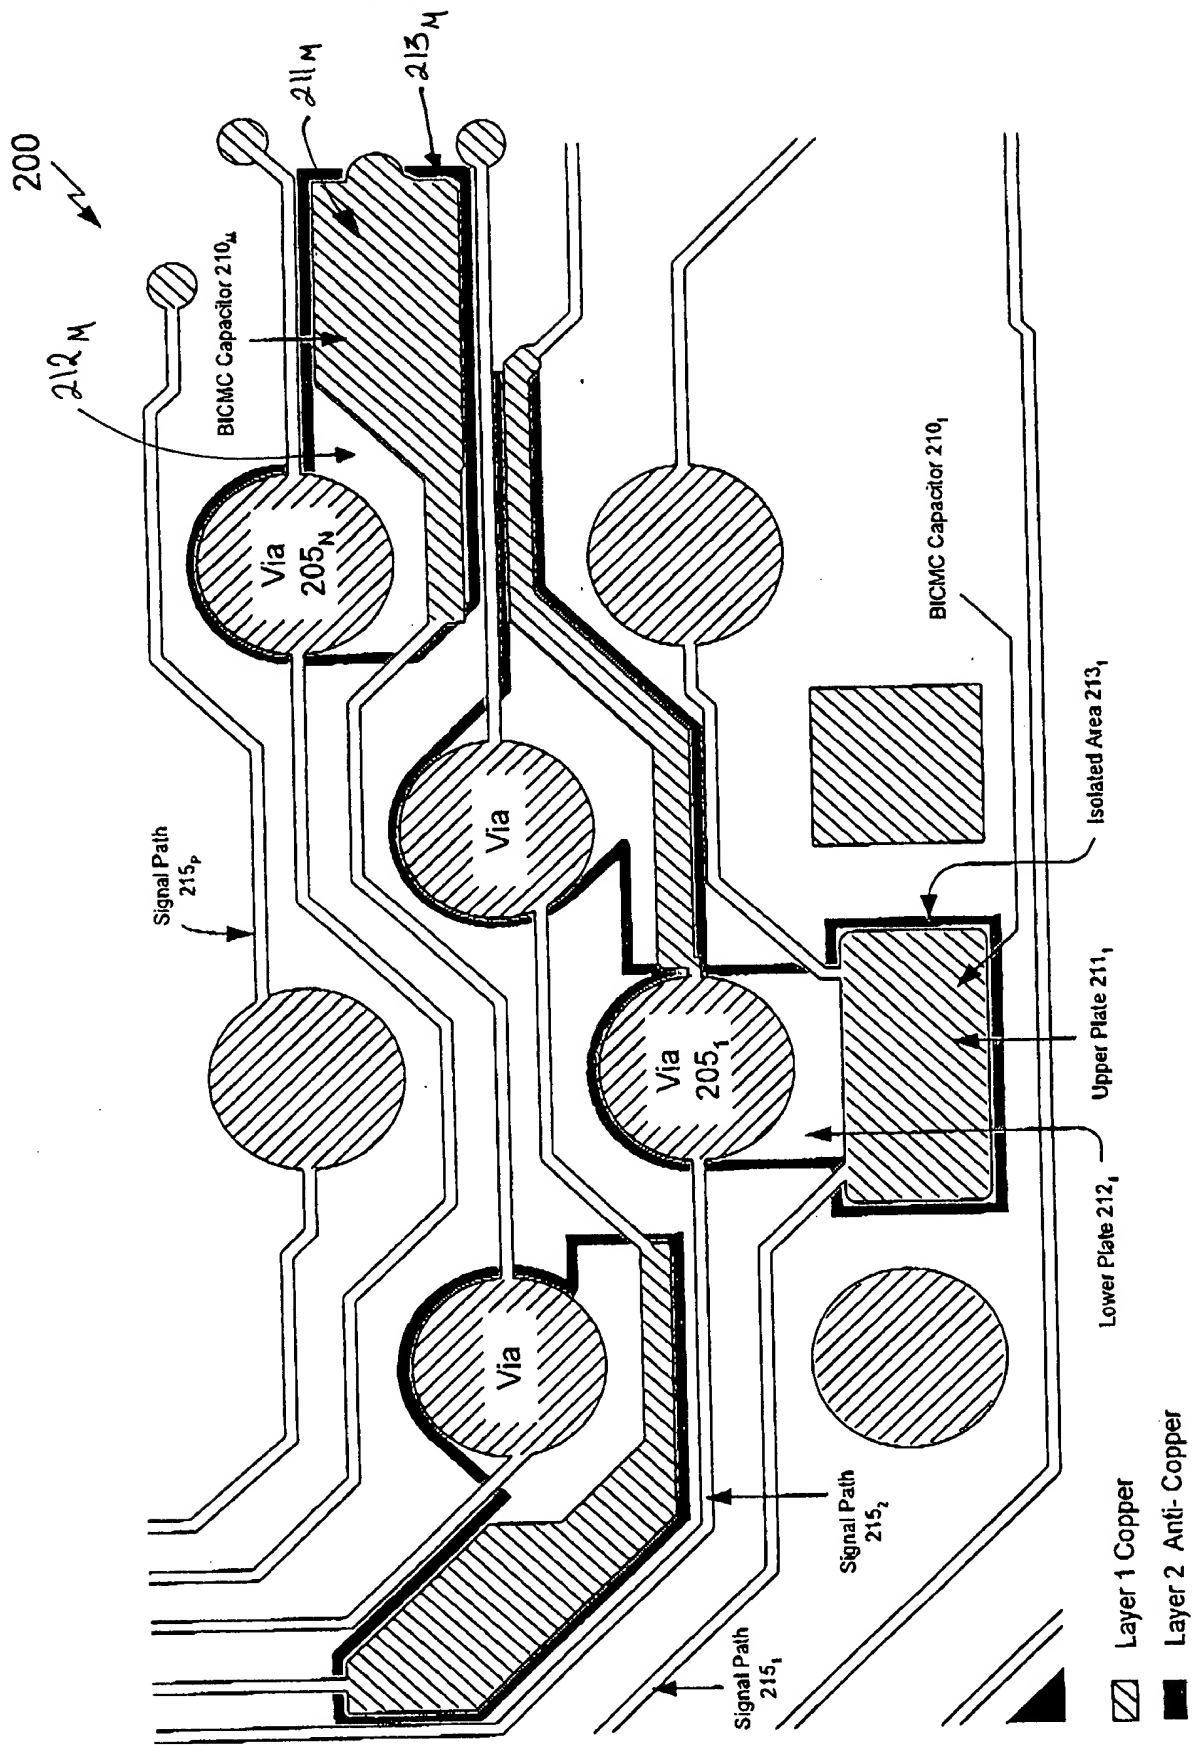 200
211M
213M
212M
BICMC Capacitor 210M
Via
205N
Signal Path
215P
Via
BICMC Capacitor 2101
Isolated Area 2131
Via
2051
Upper Plate 2111
Lower Plate 2121
Via
Signal Path
2152
Signal Path
2151
Layer 1 Copper
Layer 2 Anti- Copper